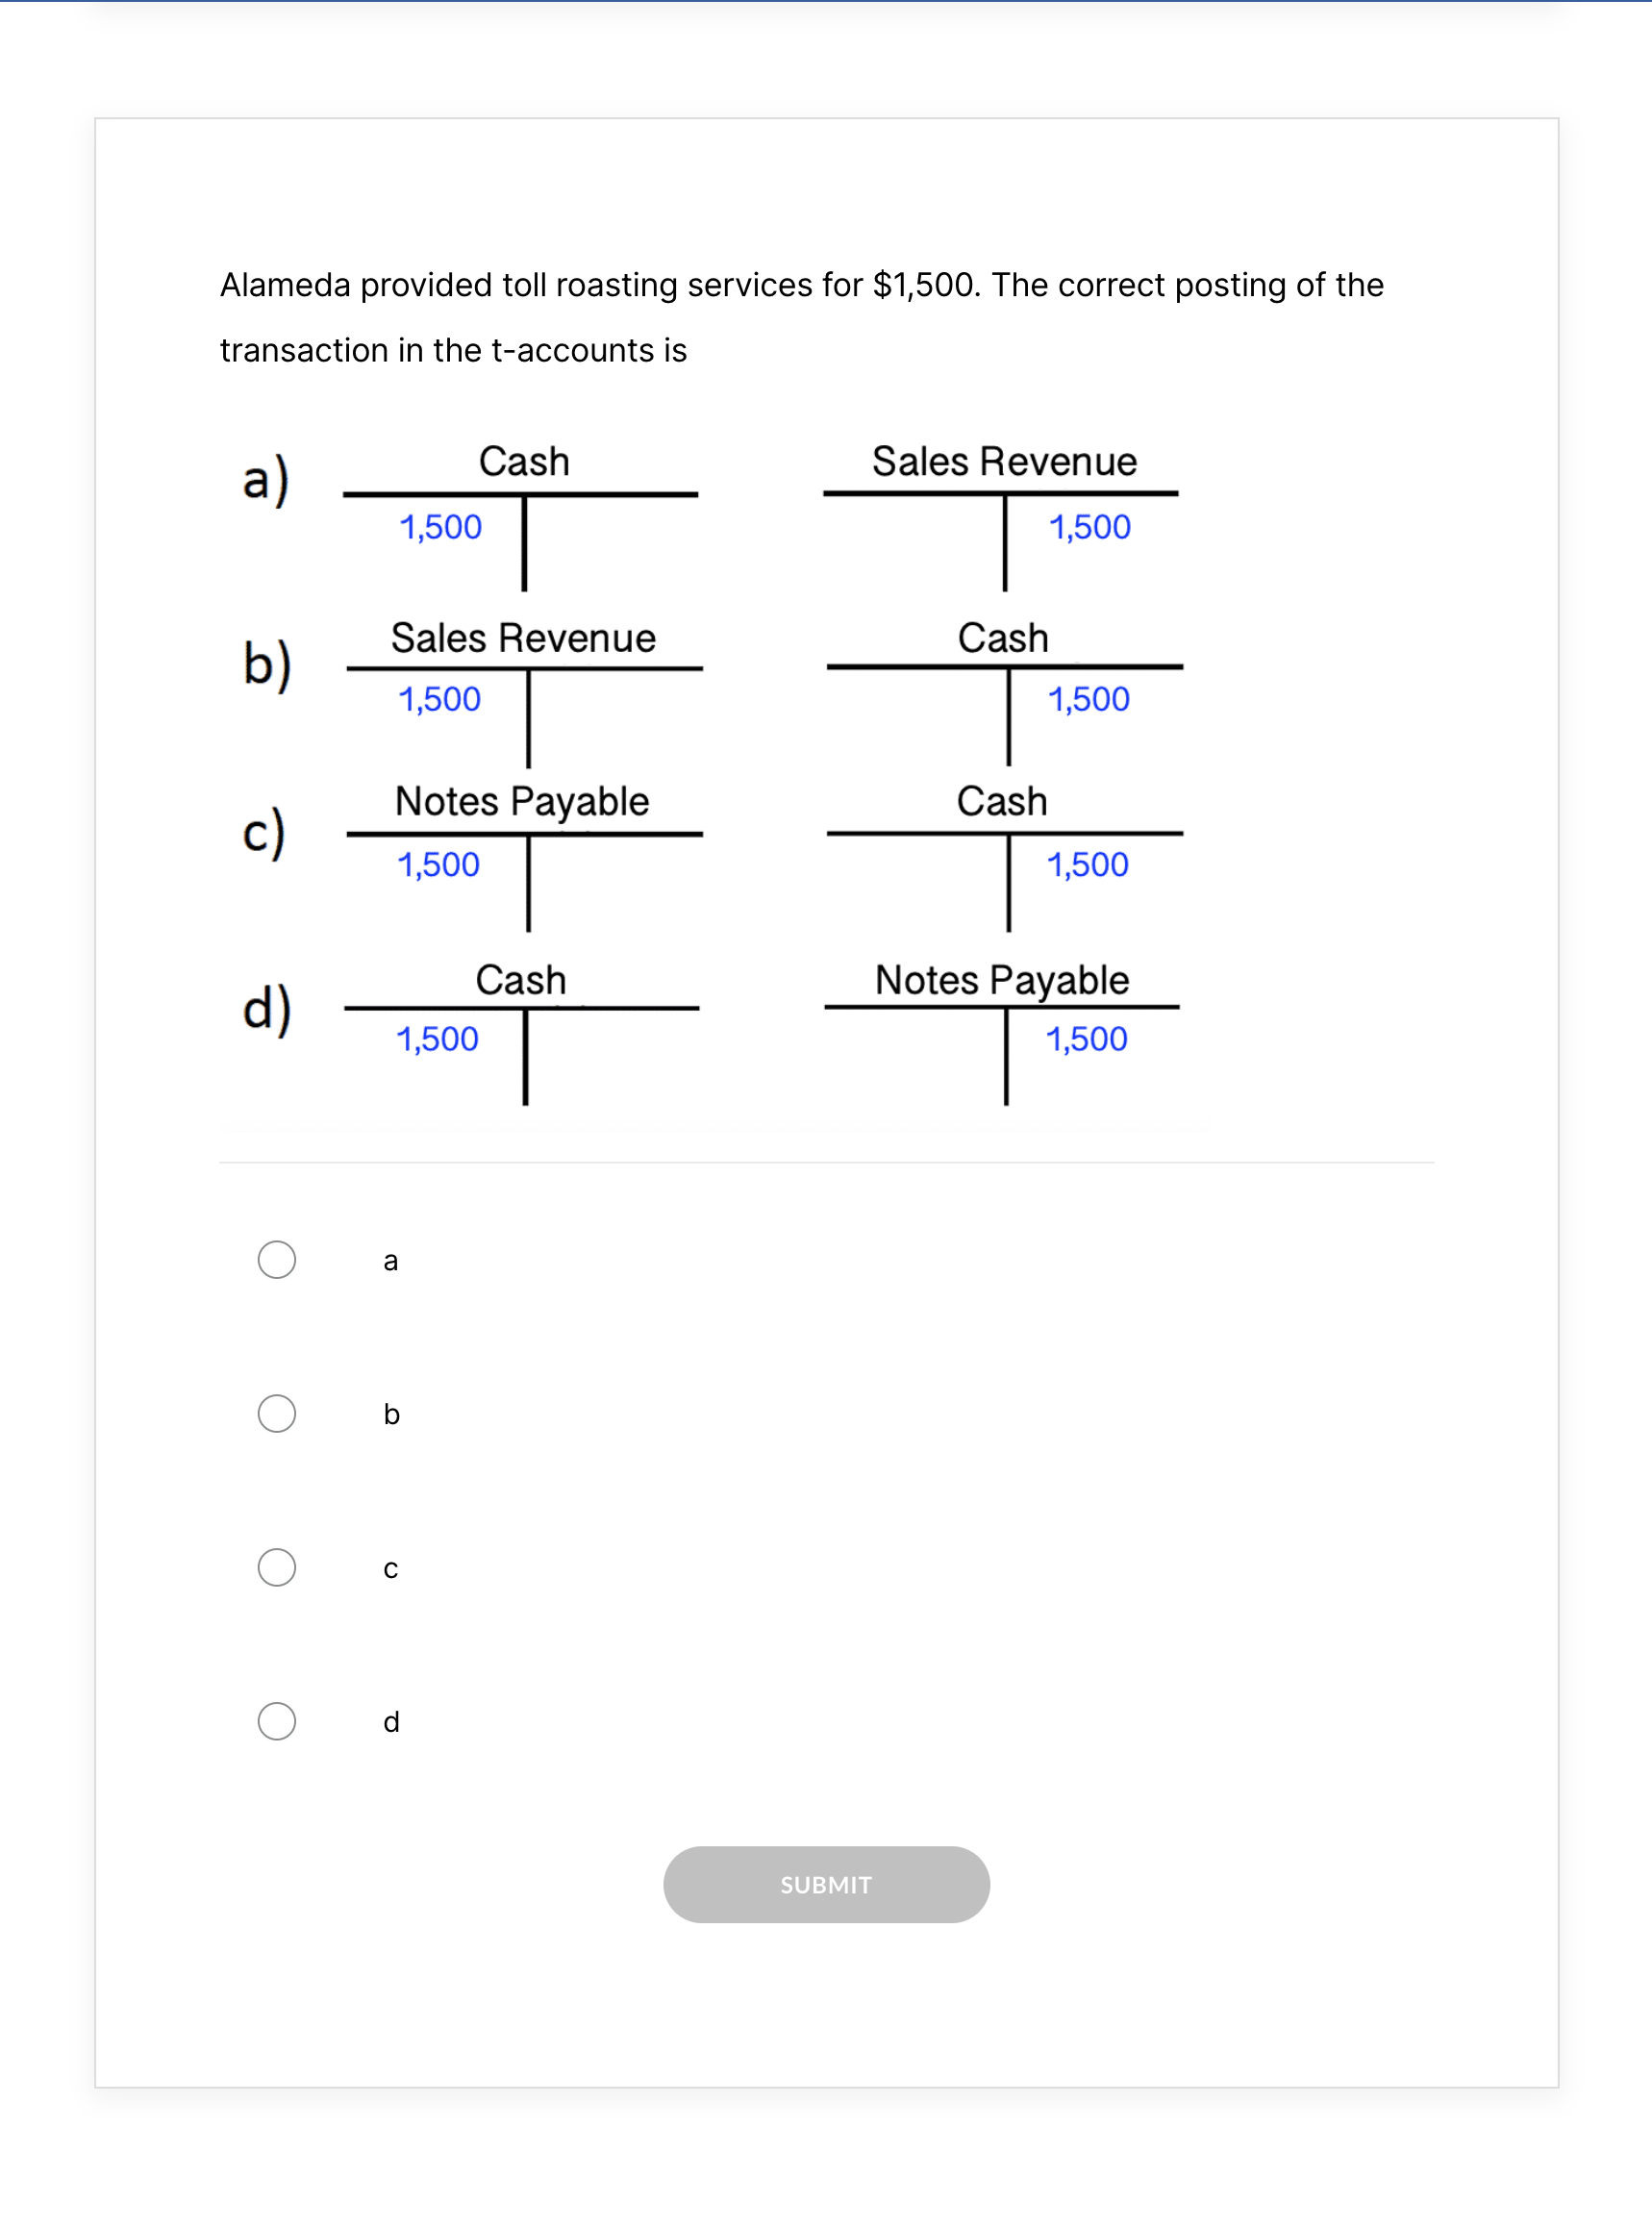 Alameda provided toll roasting services for $1,500. The correct posting of the
transaction in the t-accounts is
a) Cash Sales Revenue
1,500 1,500
b) Sales Revenue Cash
1,500 1,500
c) Notes Payable Cash
1,500 1,500
d) Cash Notes Payable
1,500 1,500
a
b
c
d
SUBMIT